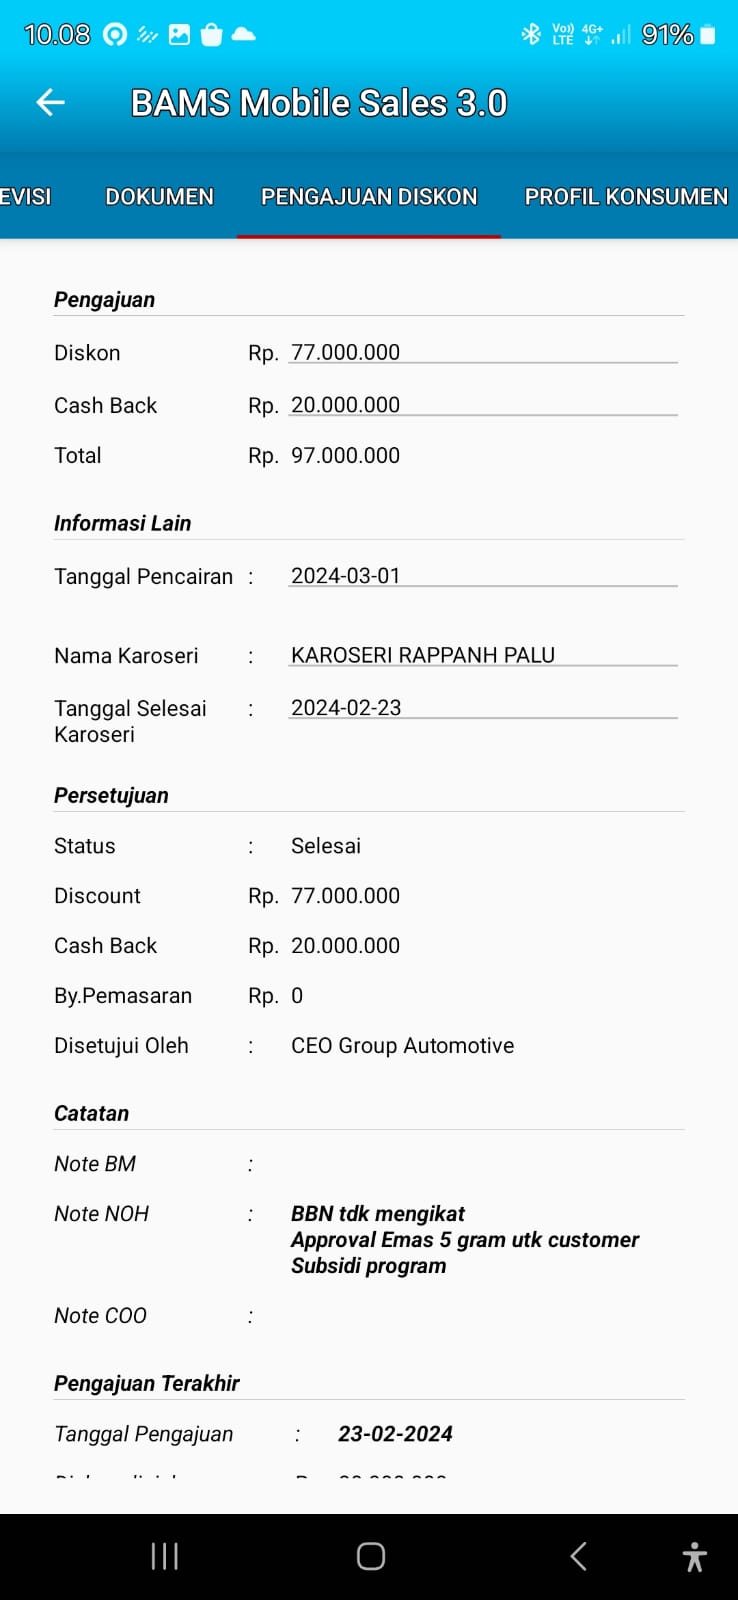 10.08 Vo)) LTE 4G+ 91%
BAMS Mobile Sales 3.0
EVISI DOKUMEN PENGAJUAN DISKON PROFIL KONSUMEN
Pengajuan
Diskon Rp. 77.000.000
Cash Back Rp. 20.000.000
Total Rp. 97.000.000
Informasi Lain
Tanggal Pencairan : 2024-03-01
Nama Karoseri : KAROSERI RAPPANH PALU
Tanggal Selesai : 2024-02-23
Karoseri
Persetujuan
Status : Selesai
Discount Rp. 77.000.000
Cash Back Rp. 20.000.000
By.Pemasaran Rp. 0
Disetujui Oleh : CEO Group Automotive
Catatan
Note BM :
Note NOH : BBN tdk mengikat
Approval Emas 5 gram utk customer
Subsidi program
Note COO :
Pengajuan Terakhir
Tanggal Pengajuan : 23-02-2024